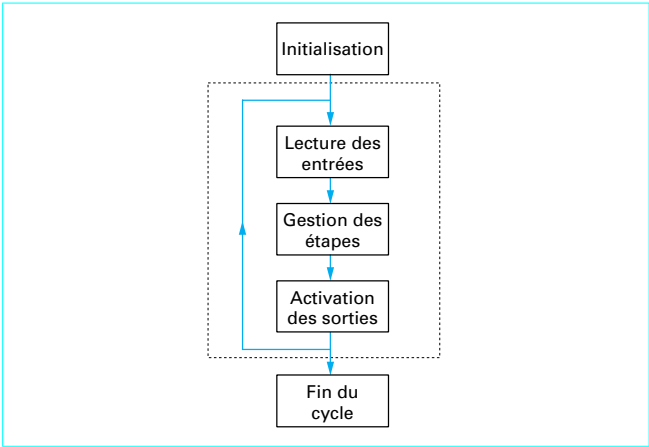 Initialisation
Lecture des
entrées
Gestion des
étapes
Activation
des sorties
Fin du
cycle